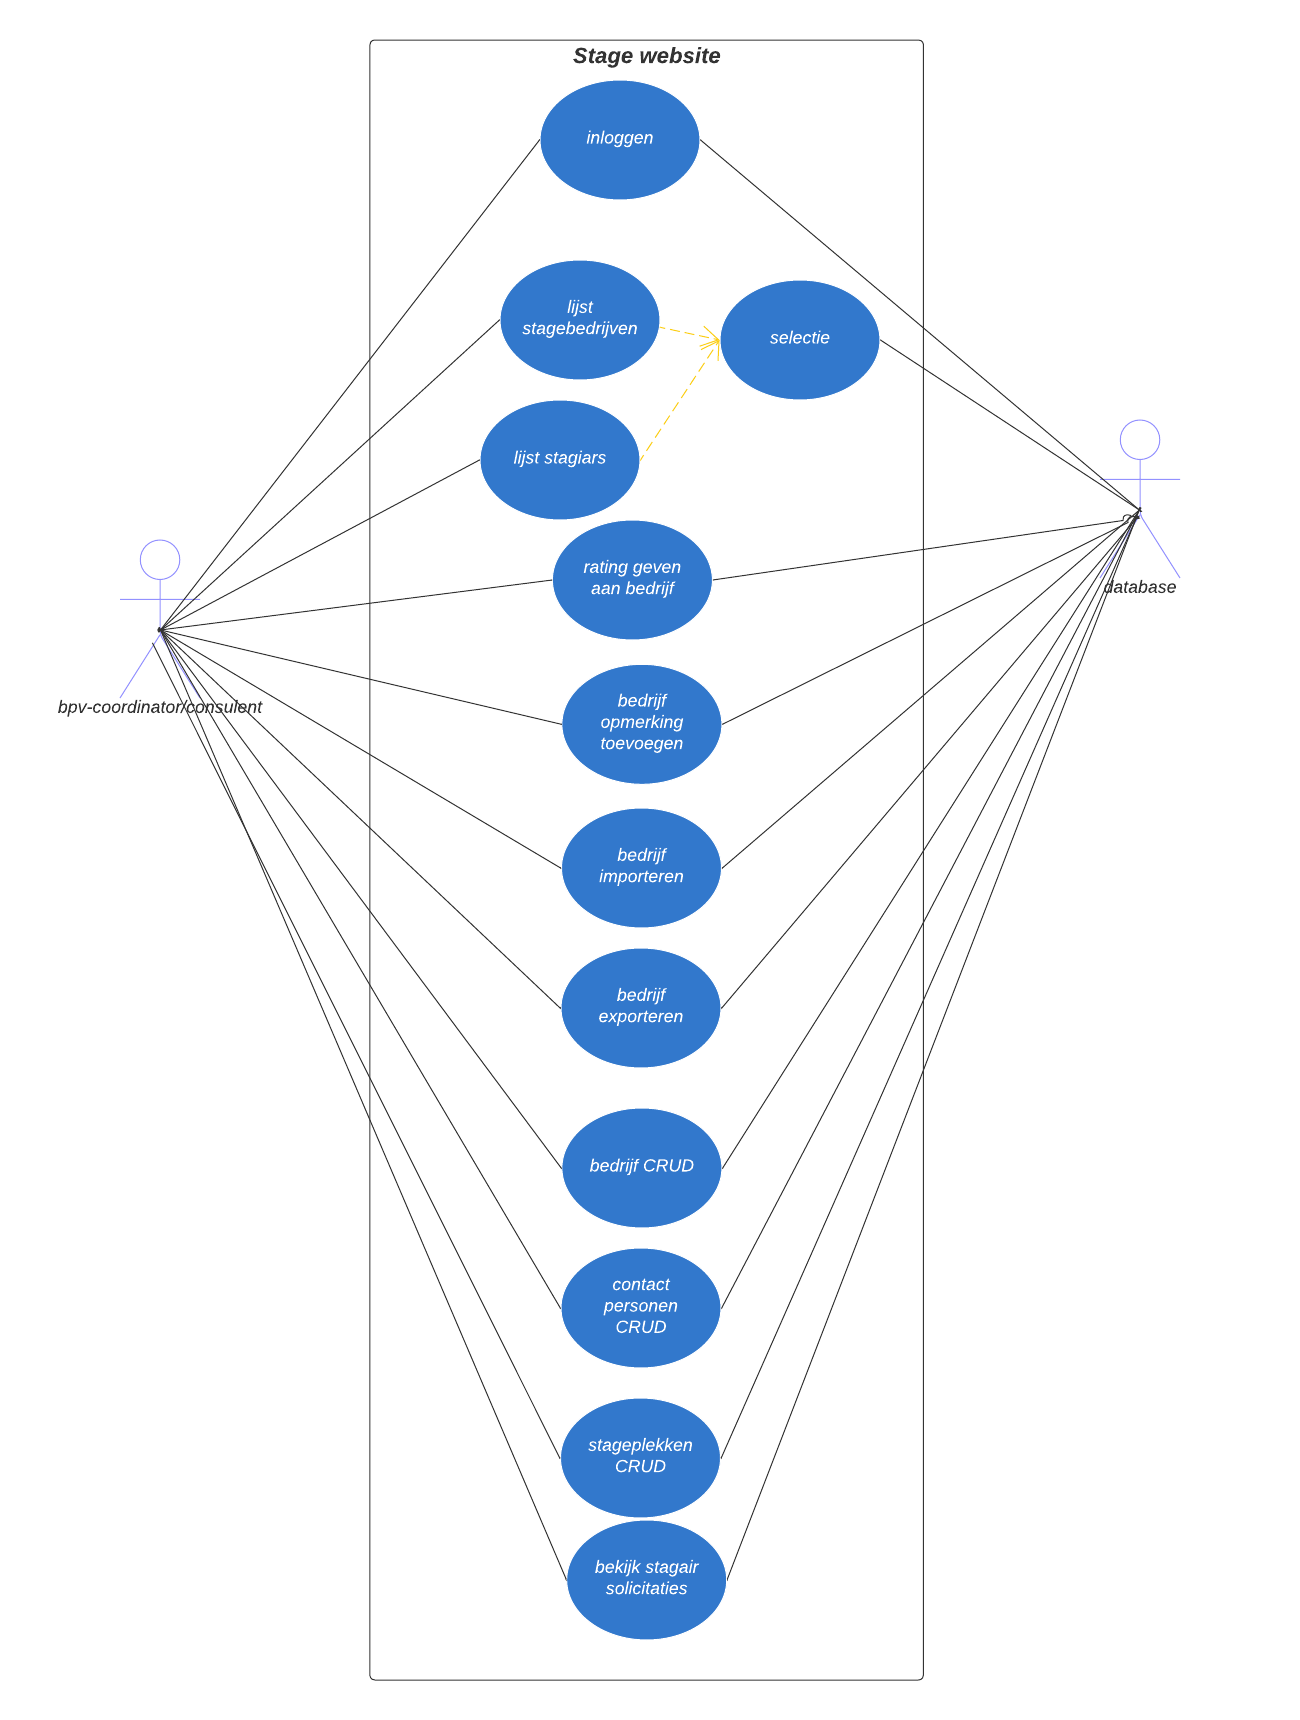 Stage website
inloggen
lijst
stagebedrijven
selectie
lijst stagiars
rating geven
aan bedrijf
database
bpv-coordinator/consulent
bedrijf
opmerking
toevoegen
bedrijf
importeren
bedrijf
exporteren
bedrijf CRUD
contact
personen
CRUD
stageplekken
CRUD
bekijk stagair
solicitaties